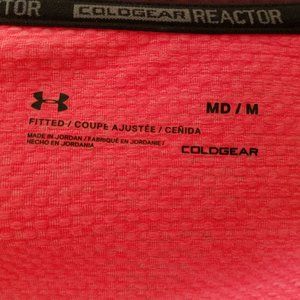 COLDGEAR REACTOR
MD / M
FITTED / COUPE AJUSTÉE / CEÑIDA
MADE IN JORDAN / FABRIQUÉ EN JORDANIE /
HECHO EN JORDANIA
COLDGEAR